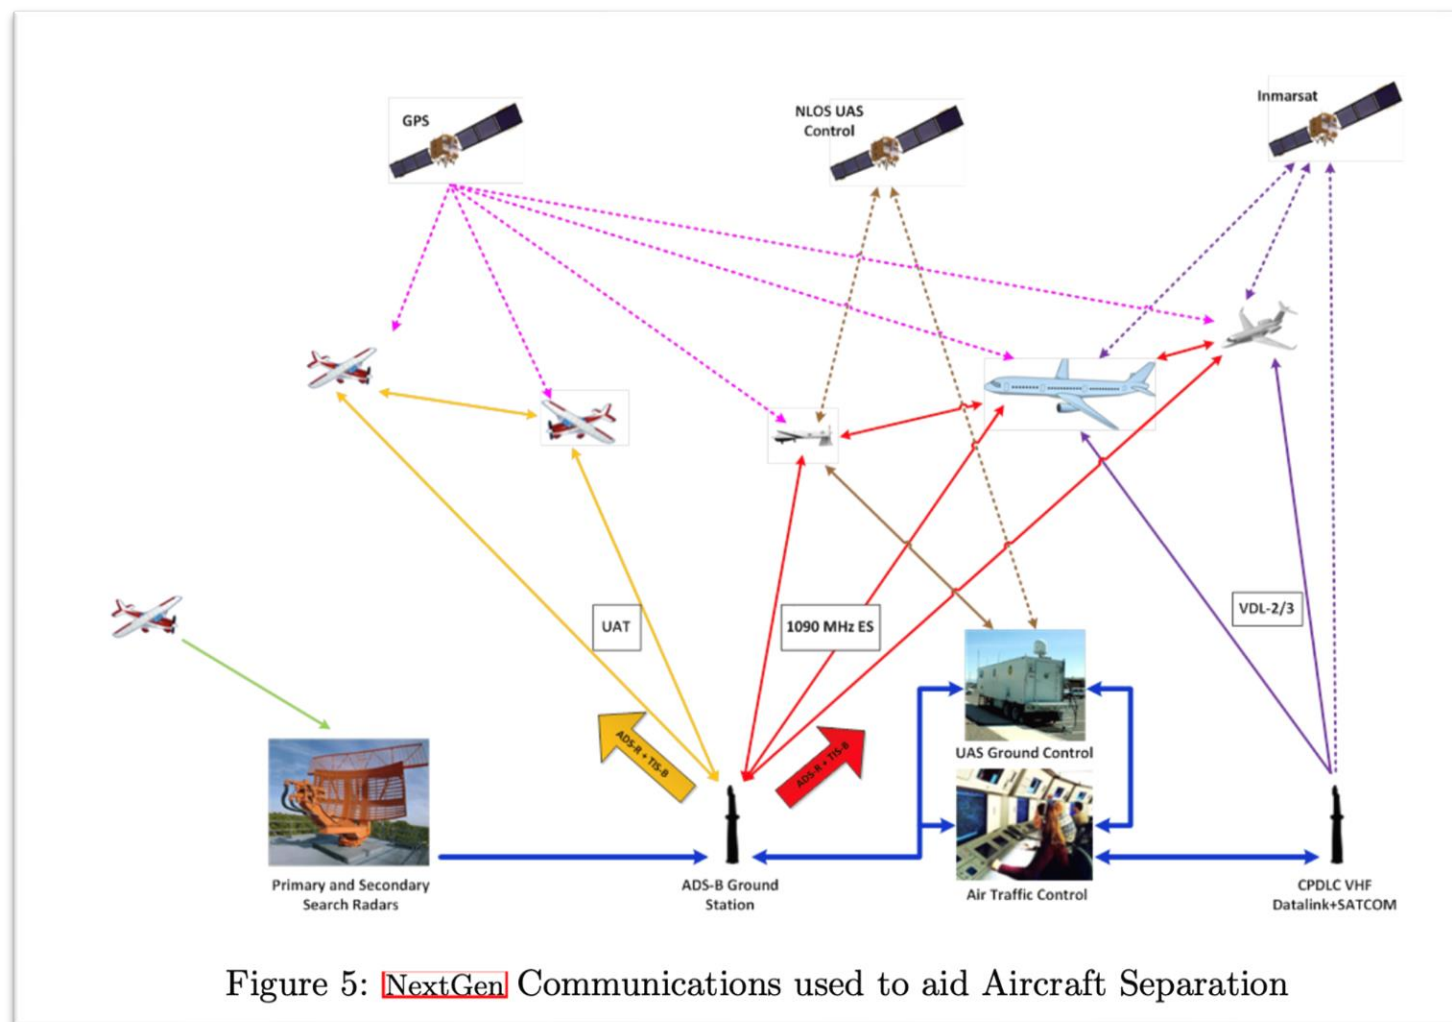 GPS
NLOS UAS
Control
Inmarsat
UAT
1090 MHz ES
VDL-2/3
ADS-R + TIS-B
ADS-R + TIS-B
UAS Ground Control
Primary and Secondary
Search Radars
ADS-B Ground
Station
Air Traffic Control
CPDLC VHF
Datalink+SATCOM
Figure 5: NextGen Communications used to aid Aircraft Separation